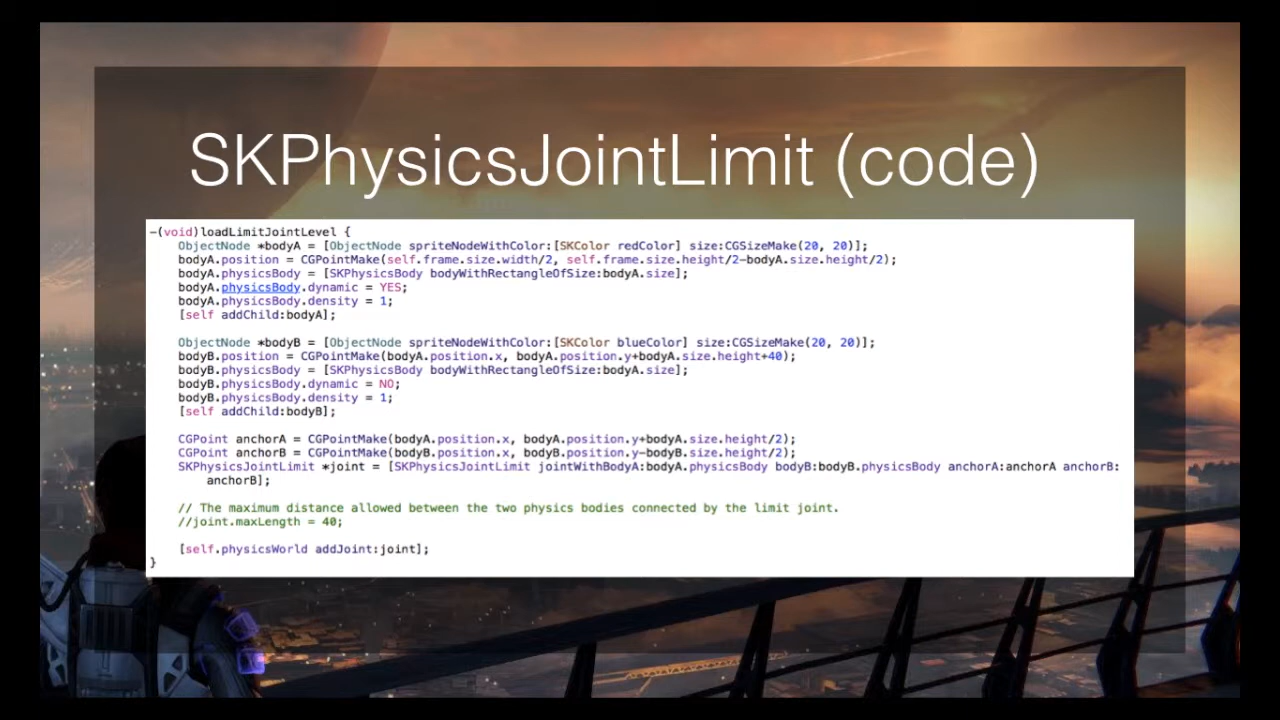 SKPhysicsJointLimit (code)
-(void)loadLimitJointLevel {
ObjectNode *bodyA = [ObjectNode spriteNodeWithColor:[SKColor redColor] size:CGSizeMake(20, 20)];
bodyA.position = CGPointMake(self.frame.size.width/2, self.frame.size.height/2-bodyA.size.height/2);
bodyA.physicsBody = [SKPhysicsBody bodyWithRectangleOfSize:bodyA.size];
bodyA.physicsBody.dynamic = YES;
bodyA.physicsBody.density = 1;
[self addChild:bodyA];
ObjectNode *bodyB = [ObjectNode spriteNodeWithColor:[SKColor blueColor] size:CGSizeMake(20, 20)];
bodyB.position = CGPointMake(bodyA.position.x, bodyA.position.y+bodyA.size.height+40);
bodyB.physicsBody = [SKPhysicsBody bodyWithRectangleOfSize:bodyA.size];
bodyB.physicsBody.dynamic = NO;
bodyB.physicsBody.density = 1;
[self addChild:bodyB];
CGPoint anchorA = CGPointMake(bodyA.position.x, bodyA.position.y+bodyA.size.height/2);
CGPoint anchorB = CGPointMake(bodyB.position.x, bodyB.position.y-bodyB.size.height/2);
SKPhysicsJointLimit *joint = [SKPhysicsJointLimit jointWithBodyA:bodyA.physicsBody bodyB:bodyB.physicsBody anchorA:anchorA anchorB:
anchorB];
// The maximum distance allowed between the two physics bodies connected by the limit joint.
//joint.maxLength = 40;
[self.physicsWorld addJoint:joint];
}